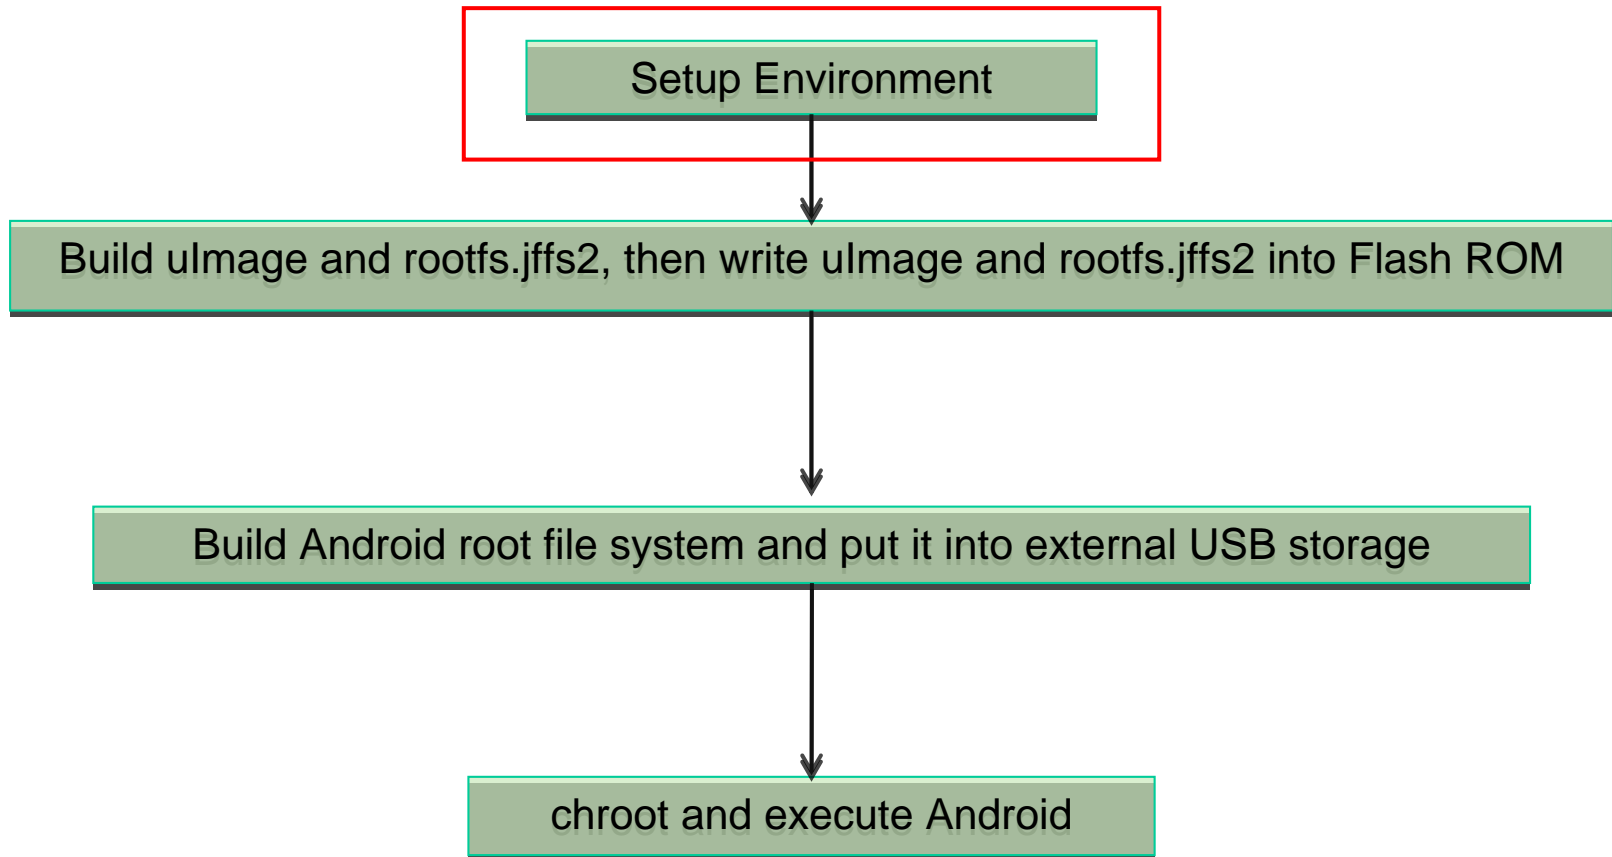 Setup Environment
Build uImage and rootfs.jffs2, then write uImage and rootfs.jffs2 into Flash ROM
Build Android root file system and put it into external USB storage
chroot and execute Android